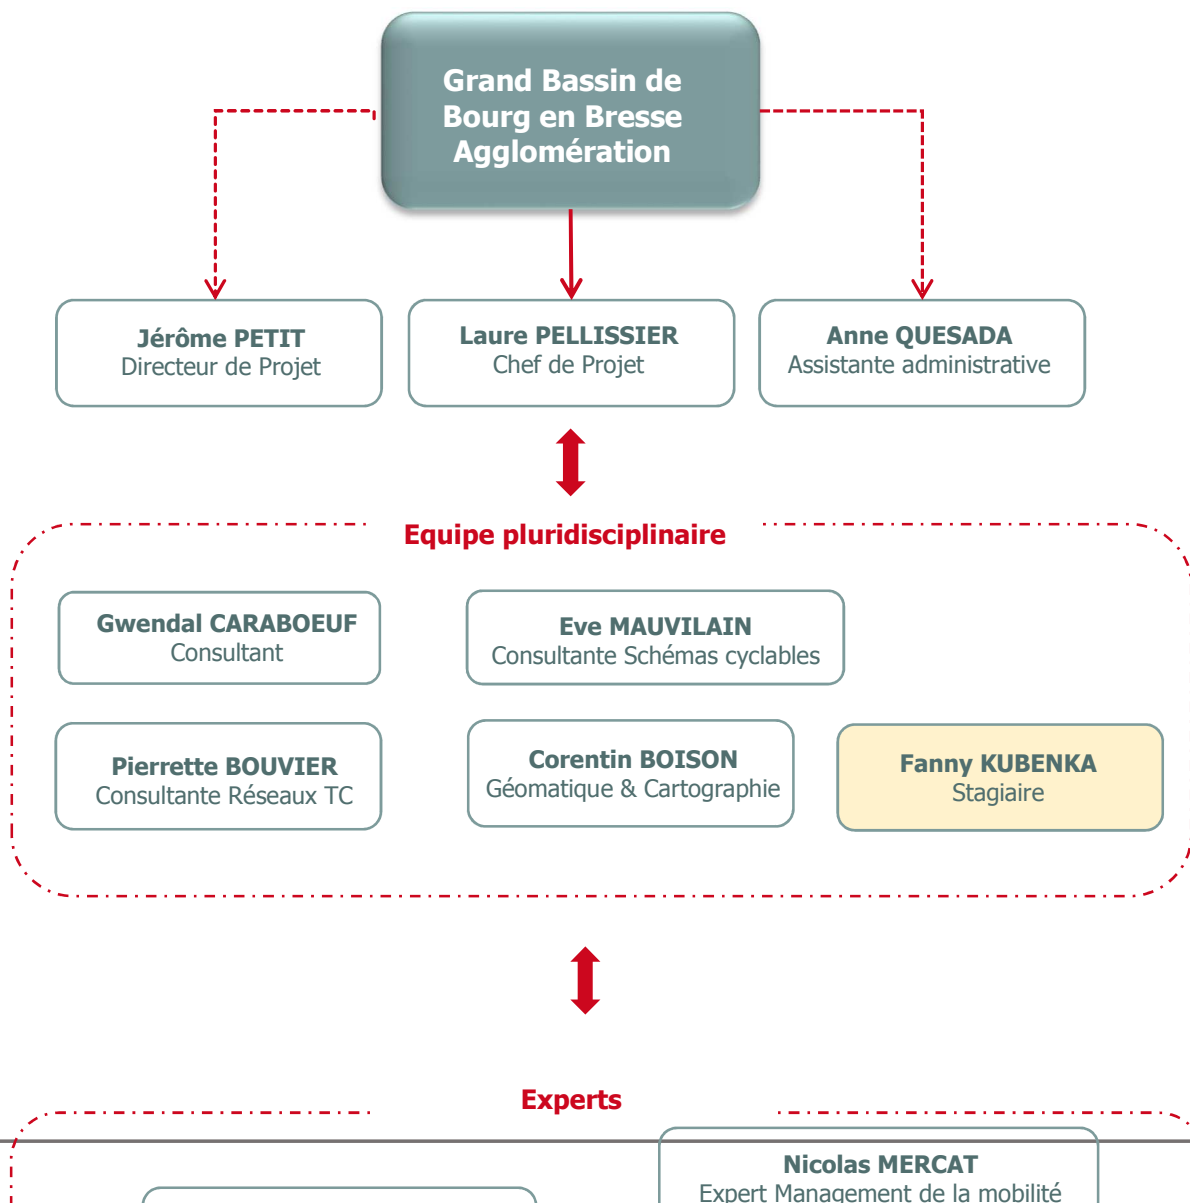 Grand Bassin de
Bourg en Bresse
Agglomération
Jérôme PETIT
Directeur de Projet
Laure PELLISSIER
Chef de Projet
Anne QUESADA
Assistante administrative
Equipe pluridisciplinaire
Gwendal CARABOEUF
Consultant
Eve MAUVILAIN
Consultante Schémas cyclables
Pierrette BOUVIER
Consultante Réseaux TC
Corentin BOISON
Géomatique & Cartographie
Fanny KUBENKA
Stagiaire
Experts
Nicolas MERCAT
Expert Management de la mobilité